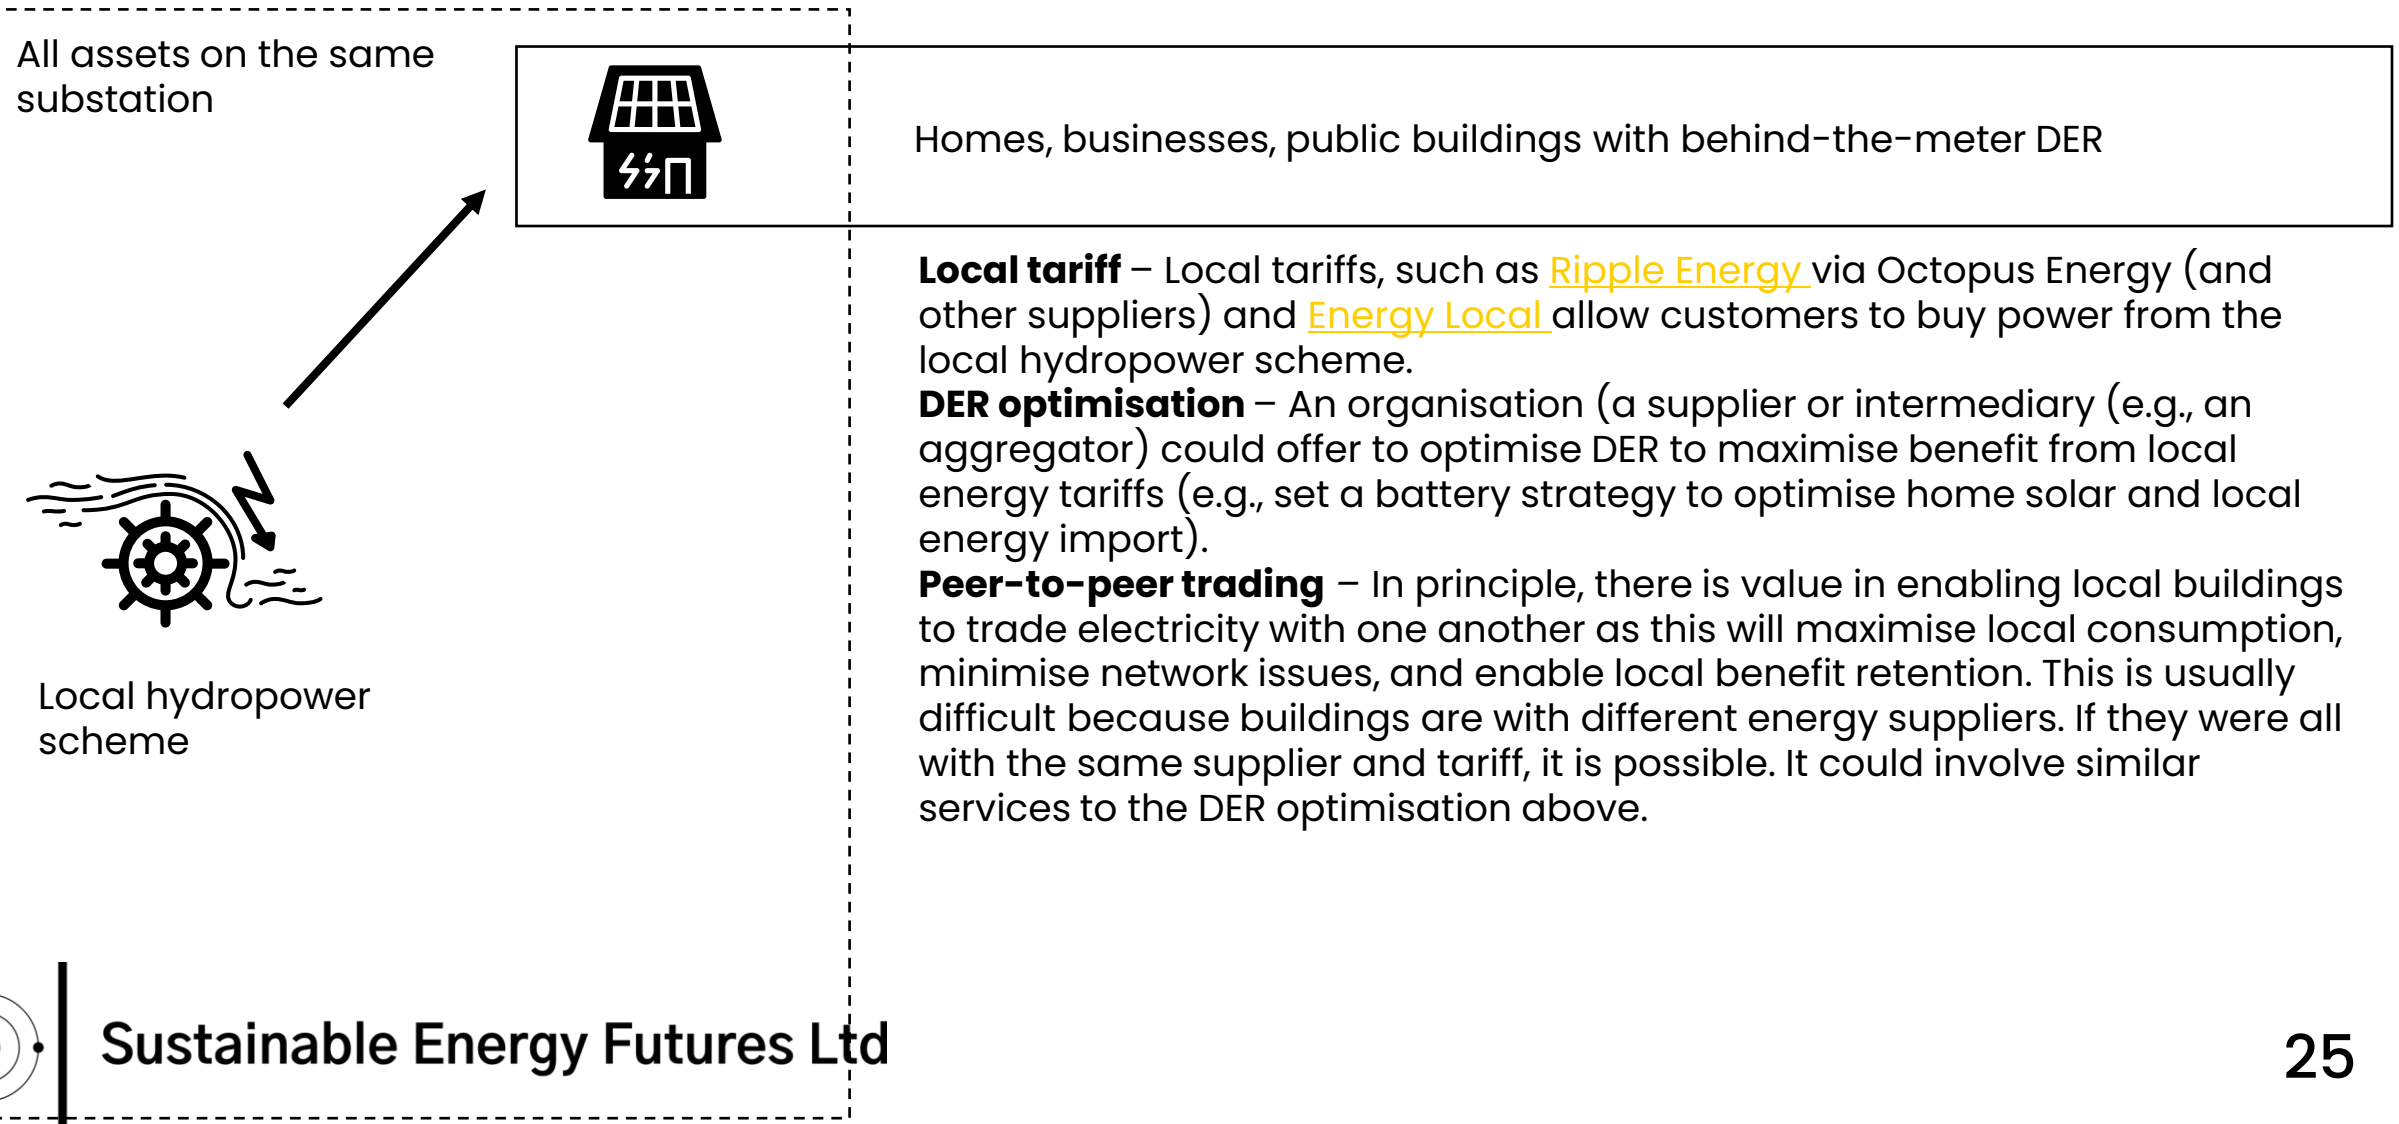 All assets on the same
substation
Homes, businesses, public buildings with behind-the-meter DER
Local tariff – Local tariffs, such as Ripple Energy via Octopus Energy (and
other suppliers) and Energy Local allow customers to buy power from the
local hydropower scheme.
DER optimisation – An organisation (a supplier or intermediary (e.g., an
aggregator) could offer to optimise DER to maximise benefit from local
energy tariffs (e.g., set a battery strategy to optimise home solar and local
energy import).
Peer-to-peer trading – In principle, there is value in enabling local buildings
to trade electricity with one another as this will maximise local consumption,
minimise network issues, and enable local benefit retention. This is usually
difficult because buildings are with different energy suppliers. If they were all
with the same supplier and tariff, it is possible. It could involve similar
services to the DER optimisation above.
Local hydropower
scheme
Sustainable Energy Futures Ltd
25